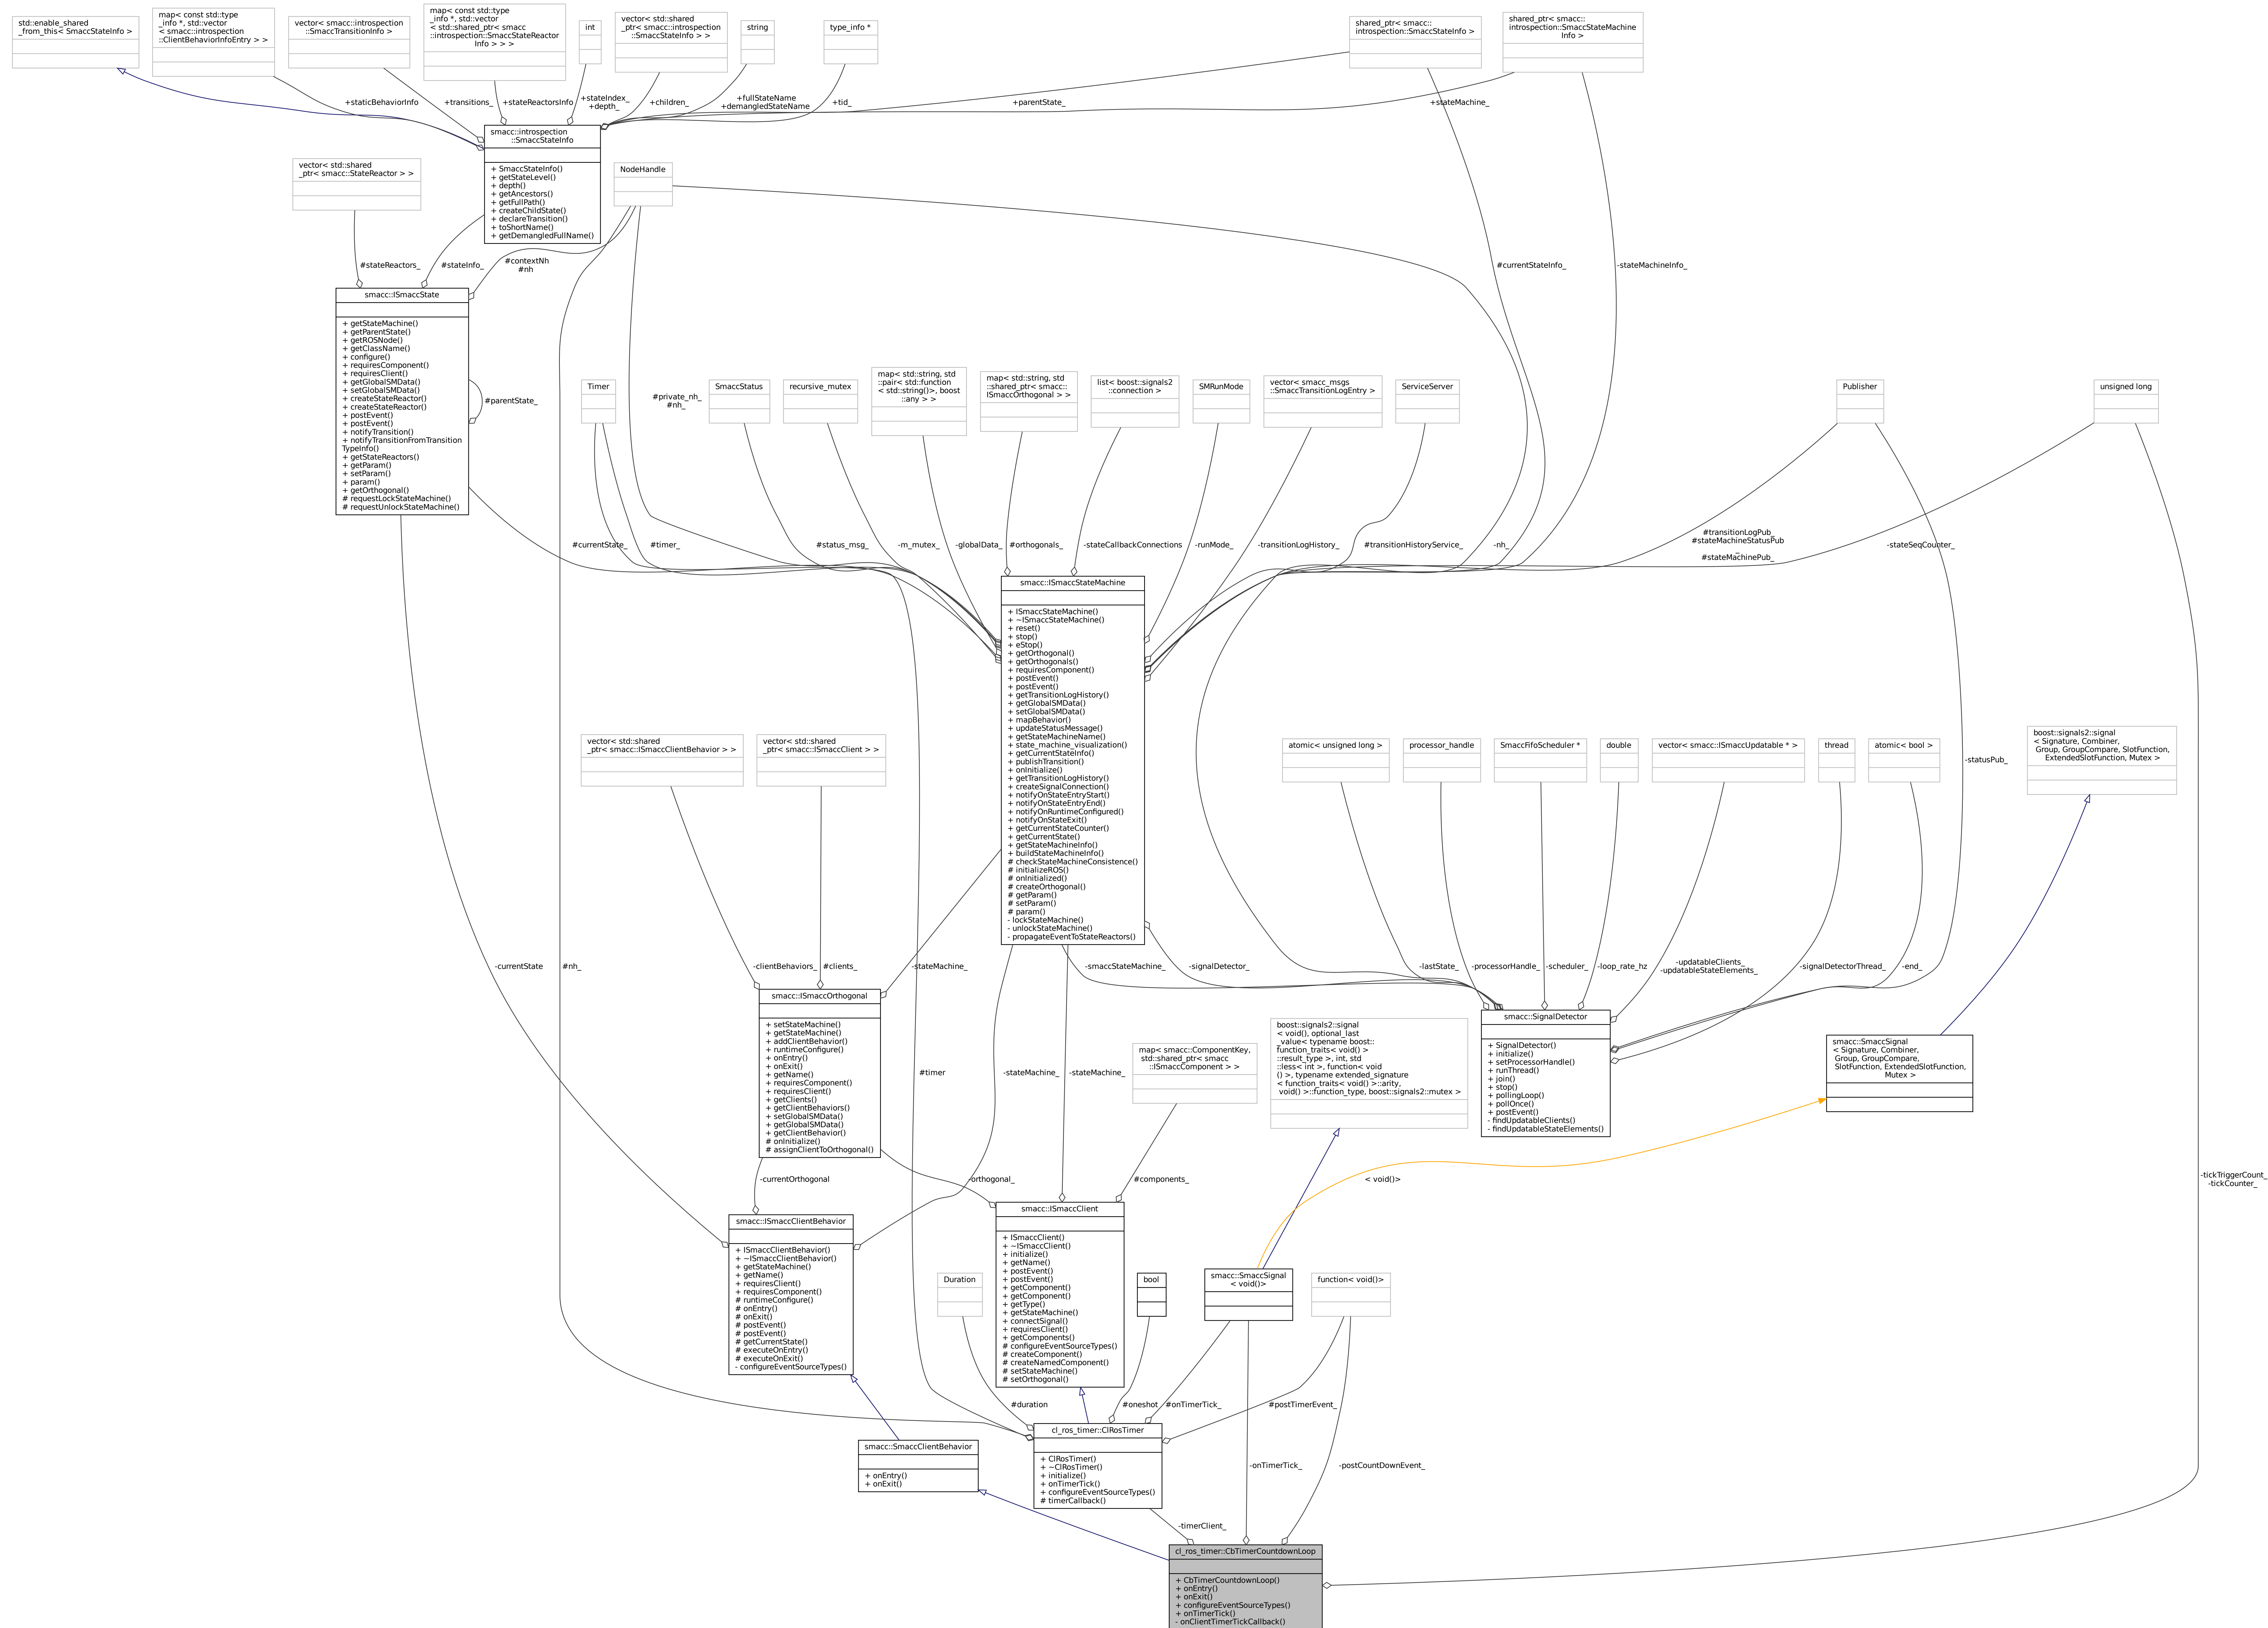 std::enable_shared
_from_this< SmaccStateInfo >
map< const std::type
_info *, std::vector
< smacc::introspection
::ClientBehaviorInfoEntry > >
vector< smacc::introspection
::SmaccTransitionInfo >
map< const std::type
_info *, std::vector
< std::shared_ptr< smacc
::introspection::SmaccStateReactor
Info > > >
int
vector< std::shared
_ptr< smacc::introspection
::SmaccStateInfo > >
string
type_info *
shared_ptr< smacc::
introspection::SmaccStateInfo >
shared_ptr< smacc::
introspection::SmaccStateMachine
Info >
+staticBehaviorInfo
+transitions_
+stateReactorsInfo
+stateIndex_
+depth_
+children_
+fullStateName
+demangledStateName
+tid_
+parentState_
+stateMachine_
smacc::introspection
::SmaccStateInfo
+ SmaccStateInfo()
+ getStateLevel()
+ depth()
+ getAncestors()
+ getFullPath()
+ createChildState()
+ declareTransition()
+ toShortName()
+ getDemangledFullName()
vector< std::shared
_ptr< smacc::StateReactor > >
NodeHandle
#stateReactors_
#stateInfo_
#contextNh
#nh
#currentStateInfo_
-stateMachineInfo_
smacc::ISmaccState
+ getStateMachine()
+ getParentState()
+ getROSNode()
+ getClassName()
+ configure()
+ requiresComponent()
+ requiresClient()
+ getGlobalSMData()
+ setGlobalSMData()
+ createStateReactor()
+ createStateReactor()
+ postEvent()
+ postEvent()
+ notifyTransition()
+ notifyTransitionFromTransition
TypeInfo()
+ getStateReactors()
+ getParam()
+ setParam()
+ param()
+ getOrthogonal()
# requestLockStateMachine()
# requestUnlockStateMachine()
#parentState_
Timer
#private_nh_
#nh_
SmaccStatus
recursive_mutex
map< std::string, std
::pair< std::function
< std::string()>, boost
::any > >
map< std::string, std
::shared_ptr< smacc::
ISmaccOrthogonal > >
list< boost::signals2
::connection >
SMRunMode
vector< smacc_msgs
::SmaccTransitionLogEntry >
ServiceServer
Publisher
unsigned long
#currentState_
#timer_
#status_msg_
-m_mutex_
-globalData_
#orthogonals_
-stateCallbackConnections
-runMode_
-transitionLogHistory_
#transitionHistoryService_
-nh_
#transitionLogPub_
#stateMachineStatusPub
_
#stateMachinePub_
-stateSeqCounter_
smacc::ISmaccStateMachine
+ ISmaccStateMachine()
+ ~ISmaccStateMachine()
+ reset()
+ stop()
+ eStop()
+ getOrthogonal()
+ getOrthogonals()
+ requiresComponent()
+ postEvent()
+ postEvent()
+ getTransitionLogHistory()
+ getGlobalSMData()
+ setGlobalSMData()
+ mapBehavior()
+ updateStatusMessage()
+ getStateMachineName()
+ state_machine_visualization()
+ getCurrentStateInfo()
+ publishTransition()
+ onInitialize()
+ getTransitionLogHistory()
+ createSignalConnection()
+ notifyOnStateEntryStart()
+ notifyOnStateEntryEnd()
+ notifyOnRuntimeConfigured()
+ notifyOnStateExit()
+ getCurrentStateCounter()
+ getCurrentState()
+ getStateMachineInfo()
+ buildStateMachineInfo()
# checkStateMachineConsistence()
# initializeROS()
# onInitialized()
# createOrthogonal()
# getParam()
# setParam()
# param()
- lockStateMachine()
- unlockStateMachine()
- propagateEventToStateReactors()
vector< std::shared
_ptr< smacc::ISmaccClientBehavior > >
vector< std::shared
_ptr< smacc::ISmaccClient > >
atomic< unsigned long >
processor_handle
SmaccFifoScheduler *
double
vector< smacc::ISmaccUpdatable * >
thread
atomic< bool >
-statusPub_
boost::signals2::signal
< Signature, Combiner,
Group, GroupCompare, SlotFunction,
ExtendedSlotFunction, Mutex >
-currentState
#nh_
-clientBehaviors_
#clients_
-stateMachine_
-smaccStateMachine_
-signalDetector_
-lastState_
-processorHandle_
-scheduler_
-loop_rate_hz
-updatableClients_
-updatableStateElements_
-signalDetectorThread_
-end_
smacc::ISmaccOrthogonal
+ setStateMachine()
+ getStateMachine()
+ addClientBehavior()
+ runtimeConfigure()
+ onEntry()
+ onExit()
+ getName()
+ requiresComponent()
+ requiresClient()
+ getClients()
+ getClientBehaviors()
+ setGlobalSMData()
+ getGlobalSMData()
+ getClientBehavior()
# onInitialize()
# assignClientToOrthogonal()
#timer
-stateMachine_
-stateMachine_
map< smacc::ComponentKey,
std::shared_ptr< smacc
::ISmaccComponent > >
boost::signals2::signal
< void(), optional_last
_value< typename boost::
function_traits< void() >
::result_type >, int, std
::less< int >, function< void
() >, typename extended_signature
< function_traits< void() >::arity,
void() >::function_type, boost::signals2::mutex >
smacc::SignalDetector
+ SignalDetector()
+ initialize()
+ setProcessorHandle()
+ runThread()
+ join()
+ stop()
+ pollingLoop()
+ pollOnce()
+ postEvent()
- findUpdatableClients()
- findUpdatableStateElements()
smacc::SmaccSignal
< Signature, Combiner,
Group, GroupCompare,
SlotFunction, ExtendedSlotFunction,
Mutex >
-currentOrthogonal
-orthogonal_
#components_
< void()>
-tickTriggerCount_
-tickCounter_
smacc::ISmaccClientBehavior
+ ISmaccClientBehavior()
+ ~ISmaccClientBehavior()
+ getStateMachine()
+ getName()
+ requiresClient()
+ requiresComponent()
# runtimeConfigure()
# onEntry()
# onExit()
# postEvent()
# postEvent()
# getCurrentState()
# executeOnEntry()
# executeOnExit()
- configureEventSourceTypes()
smacc::ISmaccClient
+ ISmaccClient()
+ ~ISmaccClient()
+ initialize()
+ getName()
+ postEvent()
+ postEvent()
+ getComponent()
+ getComponent()
+ getType()
+ getStateMachine()
+ connectSignal()
+ requiresClient()
+ getComponents()
# configureEventSourceTypes()
# createComponent()
# createNamedComponent()
# setStateMachine()
# setOrthogonal()
Duration
bool
smacc::SmaccSignal
< void()>
function< void()>
#duration
#oneshot
#onTimerTick_
#postTimerEvent_
smacc::SmaccClientBehavior
+ onEntry()
+ onExit()
cl_ros_timer::ClRosTimer
+ ClRosTimer()
+ ~ClRosTimer()
+ initialize()
+ onTimerTick()
+ configureEventSourceTypes()
# timerCallback()
-onTimerTick_
-postCountDownEvent_
-timerClient_
cl_ros_timer::CbTimerCountdownLoop
+ CbTimerCountdownLoop()
+ onEntry()
+ onExit()
+ configureEventSourceTypes()
+ onTimerTick()
- onClientTimerTickCallback()